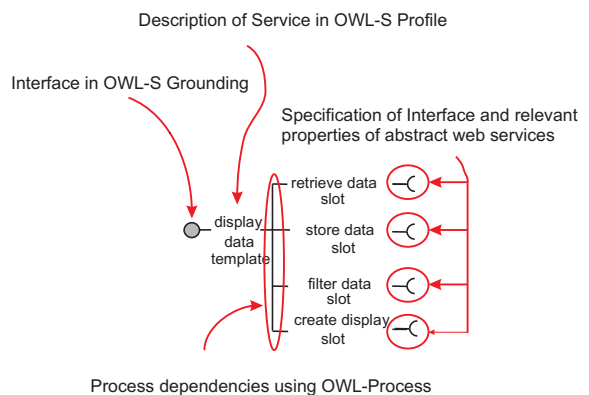 Description of Service in OWL-S Profile
Interface in OWL-S Grounding
Specification of Interface and relevant
properties of abstract web services
retrieve data
slot
display
data
template
store data
slot
filter data
slot
create display
slot
Process dependencies using OWL-Process